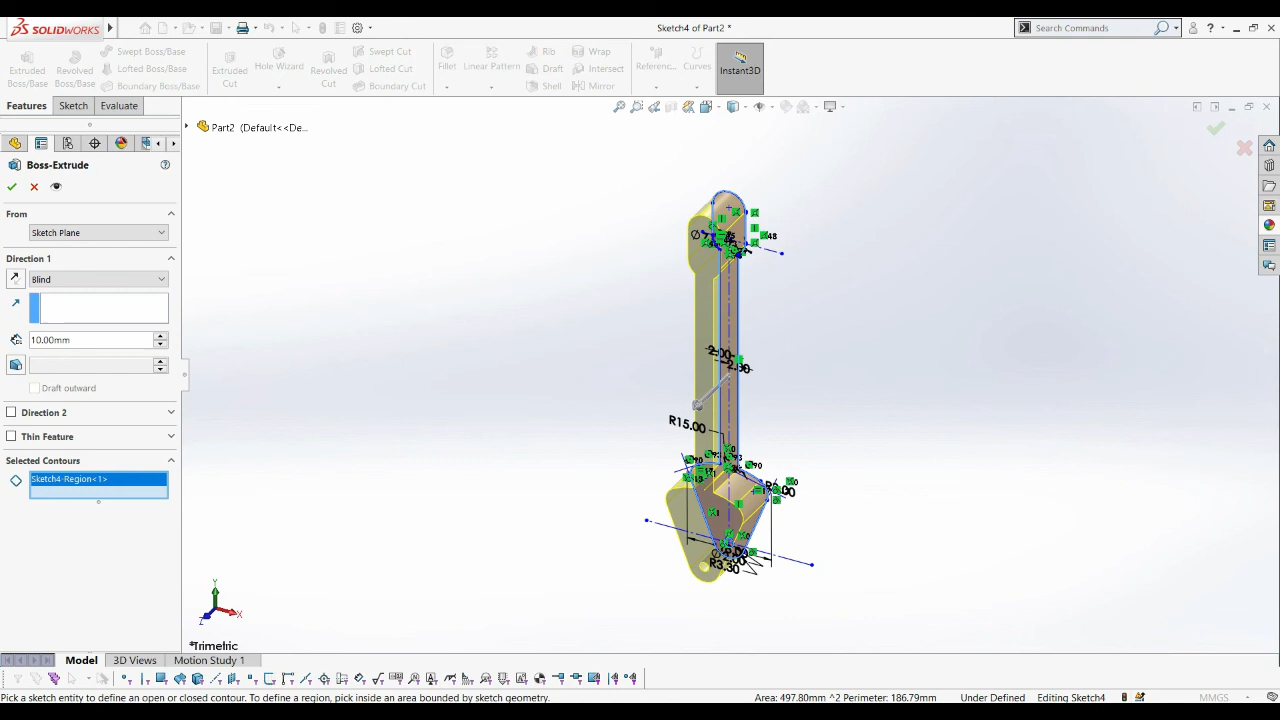 SOLIDWORKS
Sketch4 of Part2 *
Search Commands
Extruded Boss/Base
Revolved Boss/Base
Swept Boss/Base
Lofted Boss/Base
Boundary Boss/Base
Extruded Cut
Hole Wizard
Revolved Cut
Swept Cut
Lofted Cut
Boundary Cut
Fillet
Linear Pattern
Rib
Draft
Shell
Wrap
Intersect
Mirror
Referenc...
Curves
Instant3D
Features
Sketch
Evaluate
Part2 (Default<<De...
Boss-Extrude
From
Sketch Plane
Direction 1
Blind
10.00mm
Draft outward
Direction 2
Thin Feature
Selected Contours
Sketch4-Region<1>
48
2.00
R15.00
90
R3.30
Y
X
Z
*Trimetric
Model
3D Views
Motion Study 1
Pick a sketch entity to define an open or closed contour. To define a region, pick inside an area bounded by sketch geometry.
Area: 497.80mm ^2 Perimeter: 186.79mm
Under Defined
Editing Sketch4
MMGS